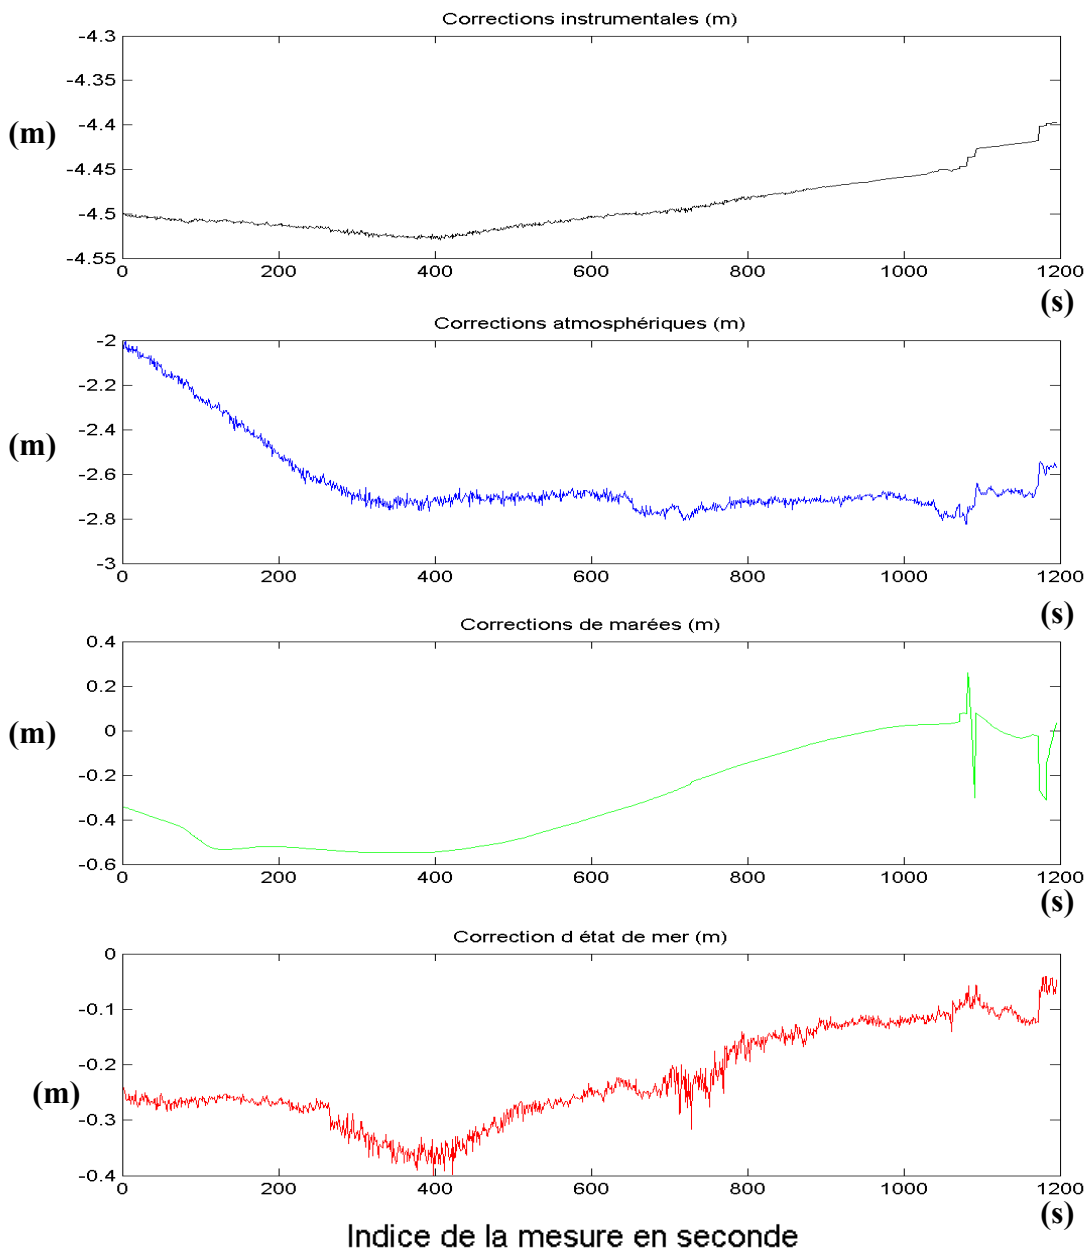 Corrections instrumentales (m)
-4.3
-4.35
-4.4
(m)
-4.45
-4.5
-4.55
0 200 400 600 800 1000 1200
(s)
Corrections atmosphériques (m)
-2
-2.2
-2.4
(m)
-2.6
-2.8
-3
0 200 400 600 800 1000 1200
(s)
Corrections de marées (m)
0.4
0.2
0
(m)
-0.2
-0.4
-0.6
0 200 400 600 800 1000 1200
(s)
Correction d état de mer (m)
0
-0.1
-0.2
(m)
-0.3
-0.4
0 200 400 600 800 1000 1200
(s)
Indice de la mesure en seconde